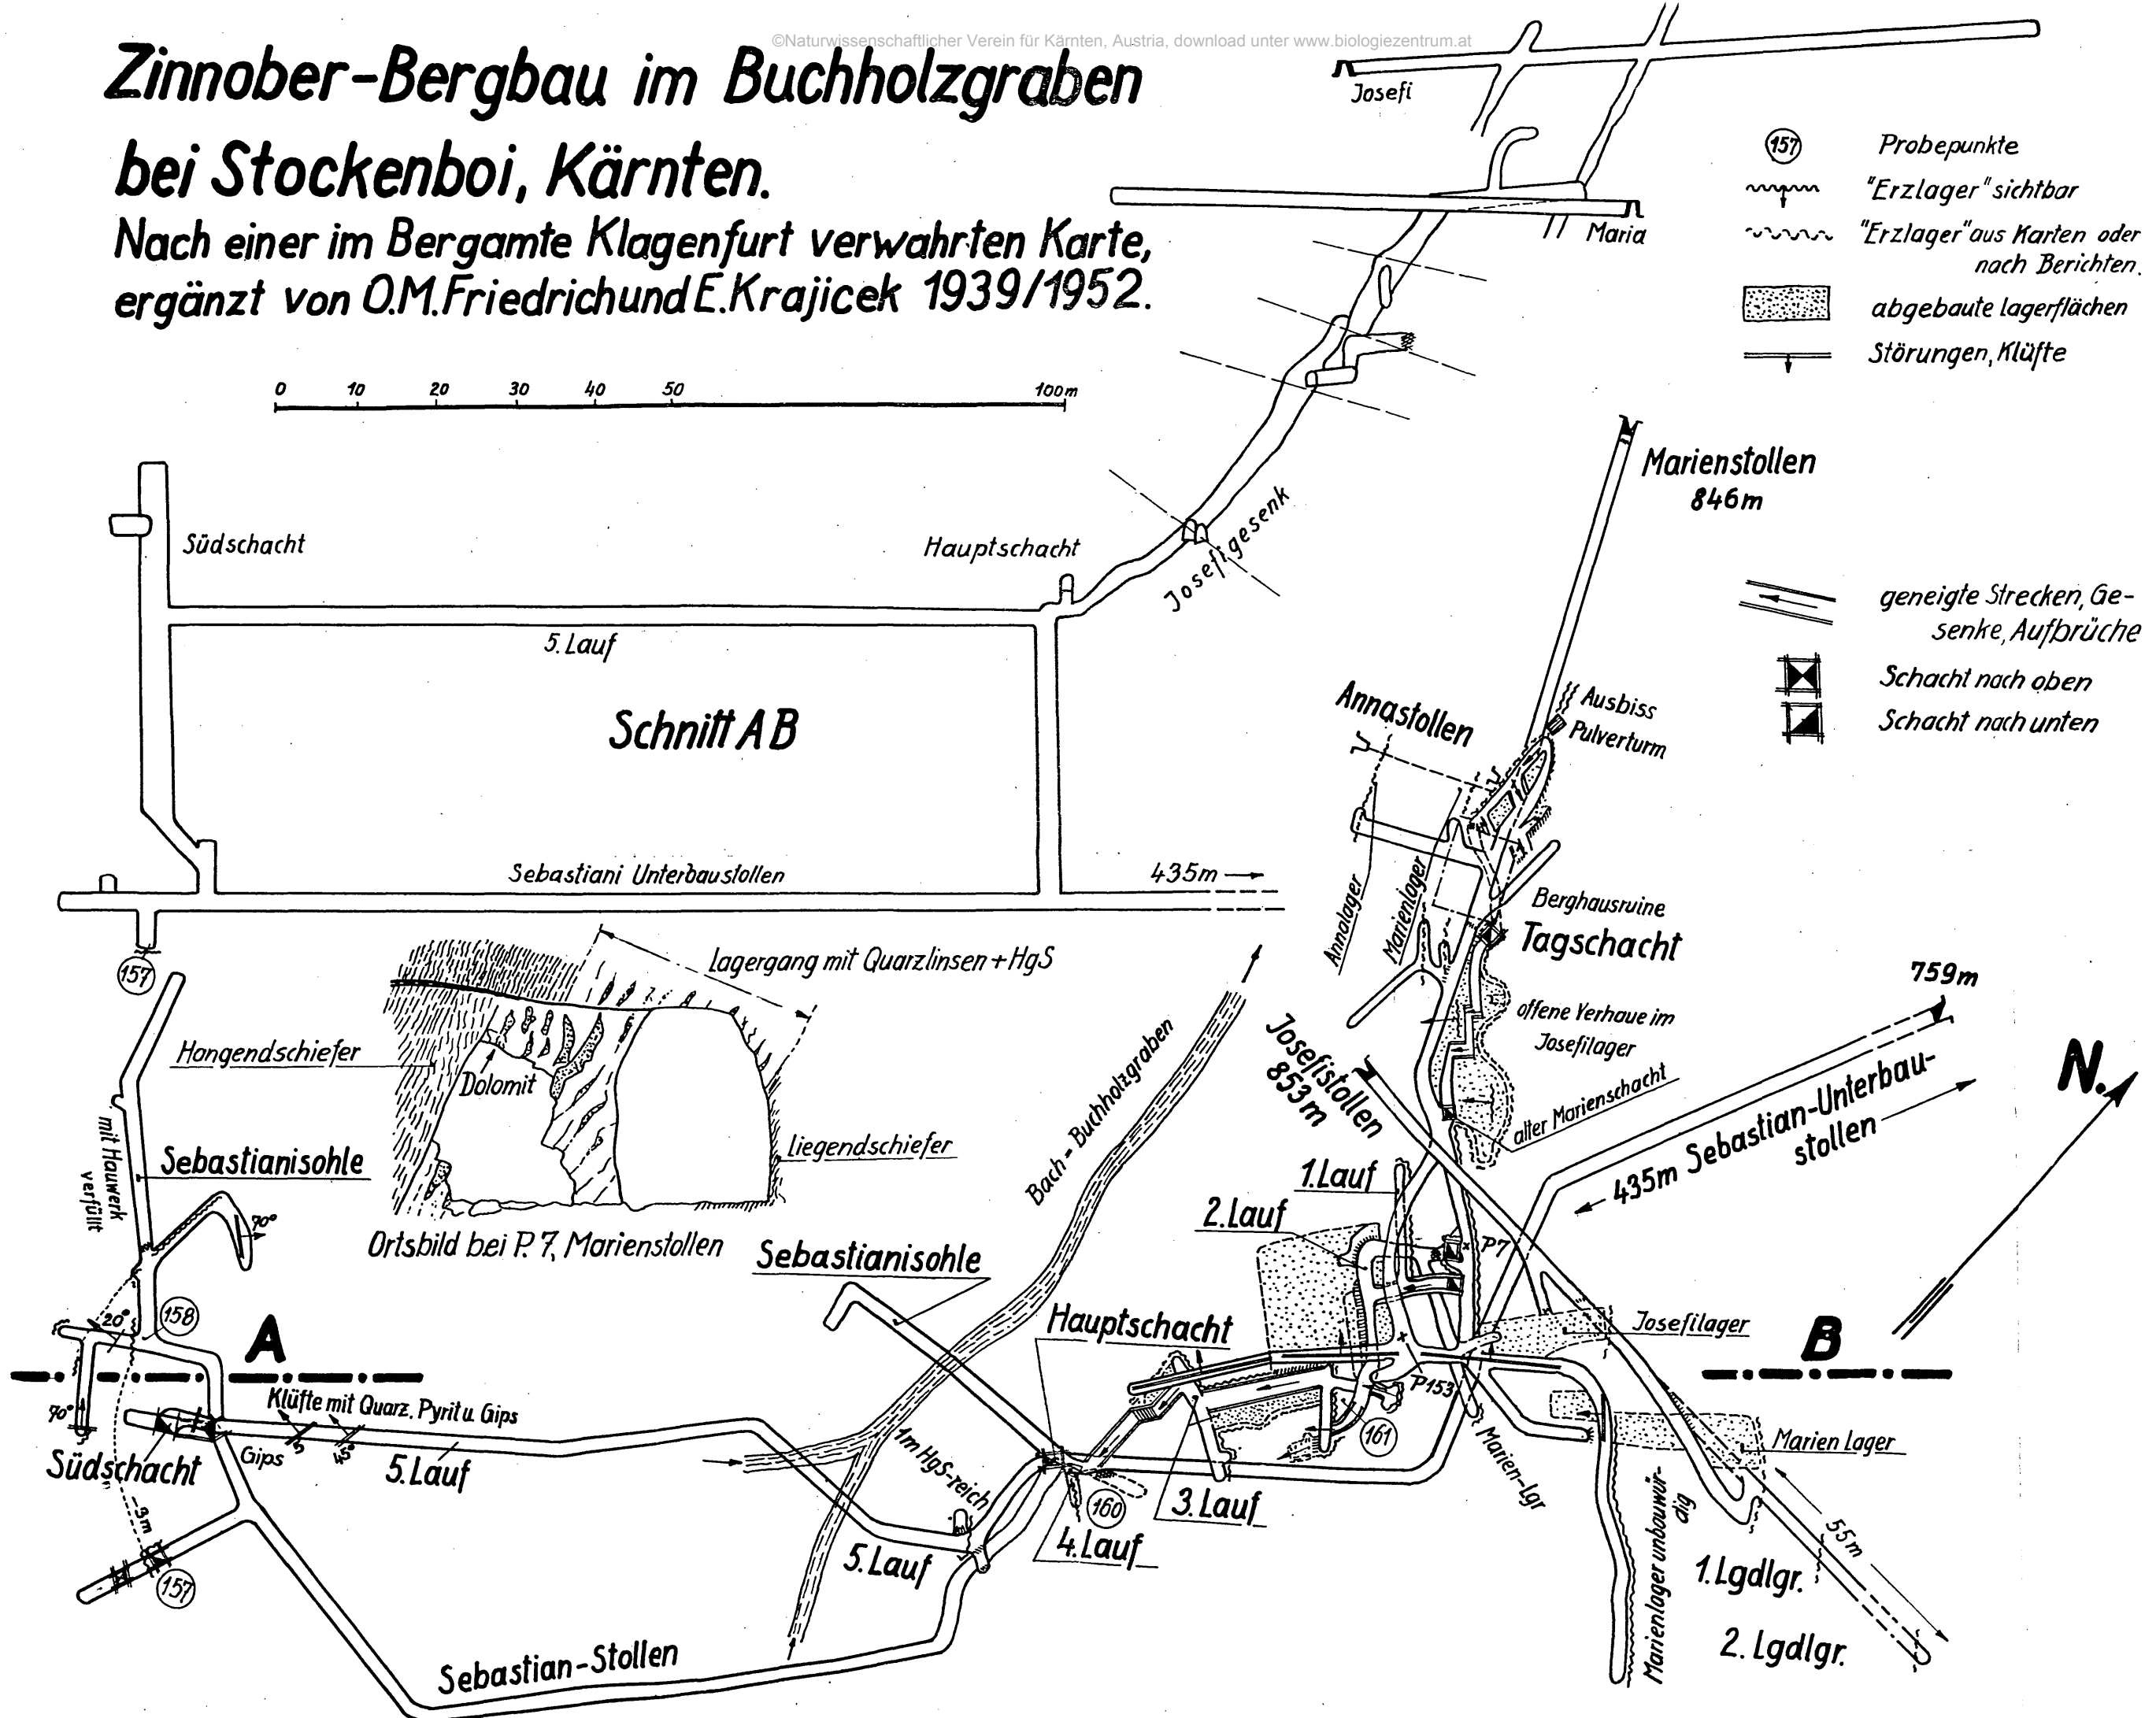 ©Naturwissenschaftlicher Verein für Kärnten, Austria, download unter www.biologiezentrum.at
Zinnober-Bergbau im Buchholzgraben
bei Stockenboi, Kärnten.
Nach einer im Bergamte Klagenfurt verwahrten Karte,
ergänzt von O.M.Friedrich und E.Krajicek 1939/1952.
0 10 20 30 40 50 100m
Josefi
Maria
157 Probepunkte
"Erzlager" sichtbar
"Erzlager" aus Karten oder
nach Berichten.
abgebaute lagerflächen
Störungen, Klüfte
geneigte Strecken, Ge-
senke, Aufbrüche
Schacht nach oben
Schacht nach unten
Südschacht
Hauptschacht
Josefigesenk
5. Lauf
Schnitt AB
Sebastiani Unterbaustollen
435m
157
Marienstollen
846m
Annastollen
Ausbiss
Pulverturm
Annalager
Marienlager
Berghausruine
Tagschacht
offene Verhaue im
Josefilager
alter Marienschacht
759m
435m Sebastian-Unterbau-
stollen
N.
Lagergang mit Quarzlinsen + HgS
Hangendschiefer
Dolomit
Liegendschiefer
Ortsbild bei P. 7, Marienstollen
mit Hauwerk
verfüllt
Sebastianisohle
70°
158
20°
A
70°
Klüfte mit Quarz, Pyrit u. Gips
Gips
45°
Südschacht
5. Lauf
3m
157
Sebastian-Stollen
Bach-Buchholzgraben
Sebastianisohle
Josefistollen
853m
1. Lauf
2. Lauf
P7
Hauptschacht
P153
161
1m HgS-reich
160
3. Lauf
4. Lauf
5. Lauf
Josefilager
B
Marien-Lgr
Marien Lager
Marienlager unbauwür-
dig
55m
1. Lgdlgr.
2. Lgdlgr.